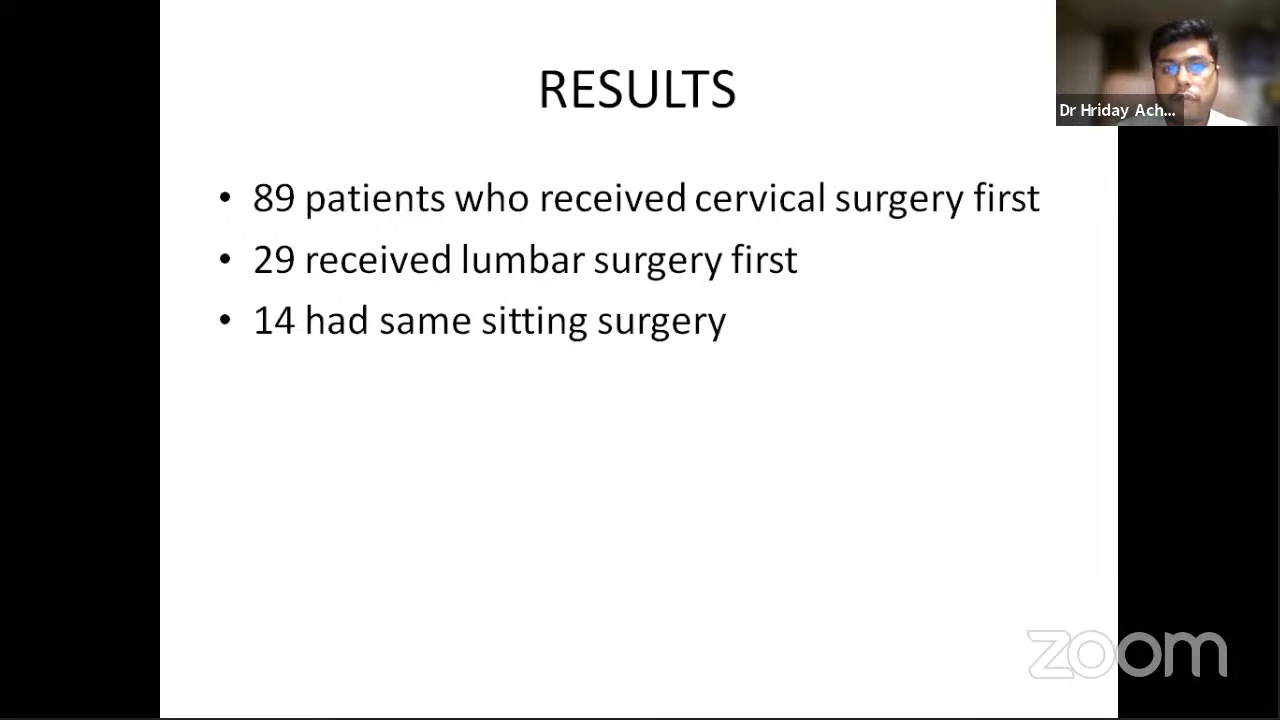 RESULTS
Dr Hriday Ach...
• 89 patients who received cervical surgery first
• 29 received lumbar surgery first
• 14 had same sitting surgery
zoom